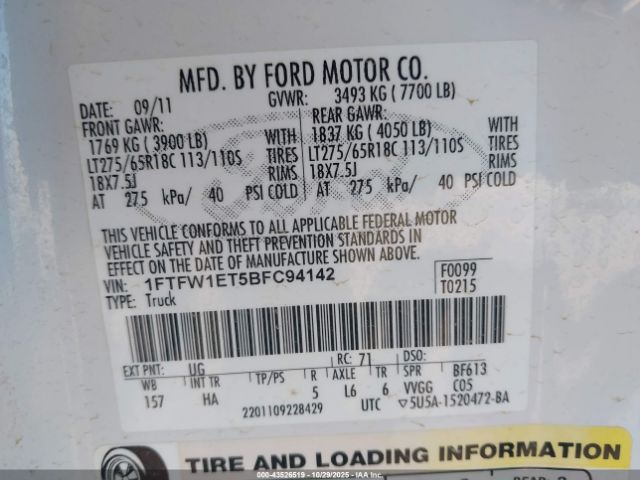 MFD. BY FORD MOTOR CO.
DATE: 09/11 GVWR: 3493 KG ( 7700 LB)
FRONT GAWR: REAR GAWR:
1769 KG ( 3900 LB) WITH 1837 KG ( 4050 LB) WITH
LT275/65R18C 113/110S TIRES LT275/65R18C 113/110S TIRES
18X7.5J RIMS 18X7.5J RIMS
AT 275 kPa/ 40 PSI COLD AT 275 kPa/ 40 PSI COLD
THIS VEHICLE CONFORMS TO ALL APPLICABLE FEDERAL MOTOR
VEHICLE SAFETY AND THEFT PREVENTION STANDARDS IN
EFFECT ON THE DATE OF MANUFACTURE SHOWN ABOVE.
VIN: 1FTFW1ET5BFC94142 F0099
TYPE: Truck T0215
EXT PNT: UG RC: 71 DSO:
WB INT TR TP/PS R AXLE TR SPR BF613
157 HA 5 L6 6 VVGG C05
2201109228429 UTC ▽5U5A-1520472-BA
TIRE AND LOADING INFORMATION
000-43526519 - 10/29/2025 - IAAI.COM